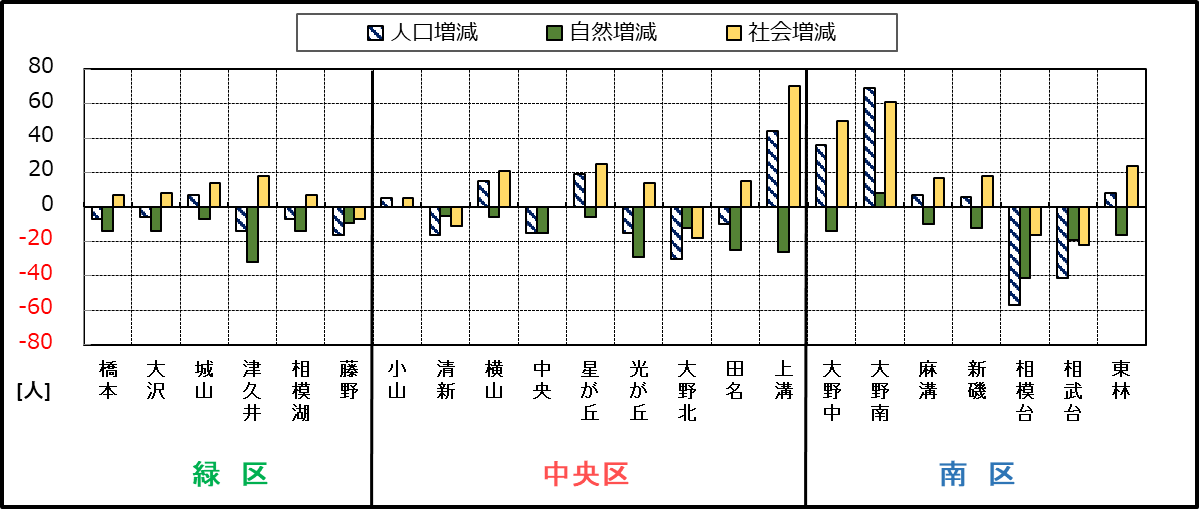 人口増減 自然増減 社会増減
80
60
40
20
0
-20
-40
-60
-80
[人]
橋本 大沢 城山 津久井 相模湖 藤野 小山 清新 横山 中央 星が丘 光が丘 大野北 田名 上溝 大野中 大野南 麻溝 新磯 相模台 相武台 東林
緑 区 中央区 南 区